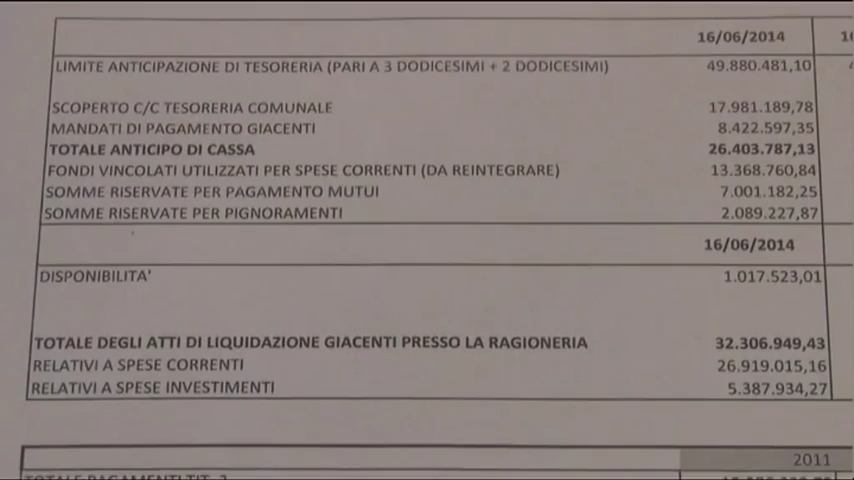 16/06/2014
LIMITE ANTICIPAZIONE DI TESORERIA (PARI A 3 DODICESIMI + 2 DODICESIMI) 49.880.481,10
SCOPERTO C/C TESORERIA COMUNALE 17.981.189,78
MANDATI DI PAGAMENTO GIACENTI 8.422.597,35
TOTALE ANTICIPO DI CASSA 26.403.787,13
FONDI VINCOLATI UTILIZZATI PER SPESE CORRENTI (DA REINTEGRARE) 13.368.760,84
SOMME RISERVATE PER PAGAMENTO MUTUI 7.001.182,25
SOMME RISERVATE PER PIGNORAMENTI 2.089.227,87
16/06/2014
DISPONIBILITA' 1.017.523,01
TOTALE DEGLI ATTI DI LIQUIDAZIONE GIACENTI PRESSO LA RAGIONERIA 32.306.949,43
RELATIVI A SPESE CORRENTI 26.919.015,16
RELATIVI A SPESE INVESTIMENTI 5.387.934,27
2011
TOTALE PAGAMENTI TIT.